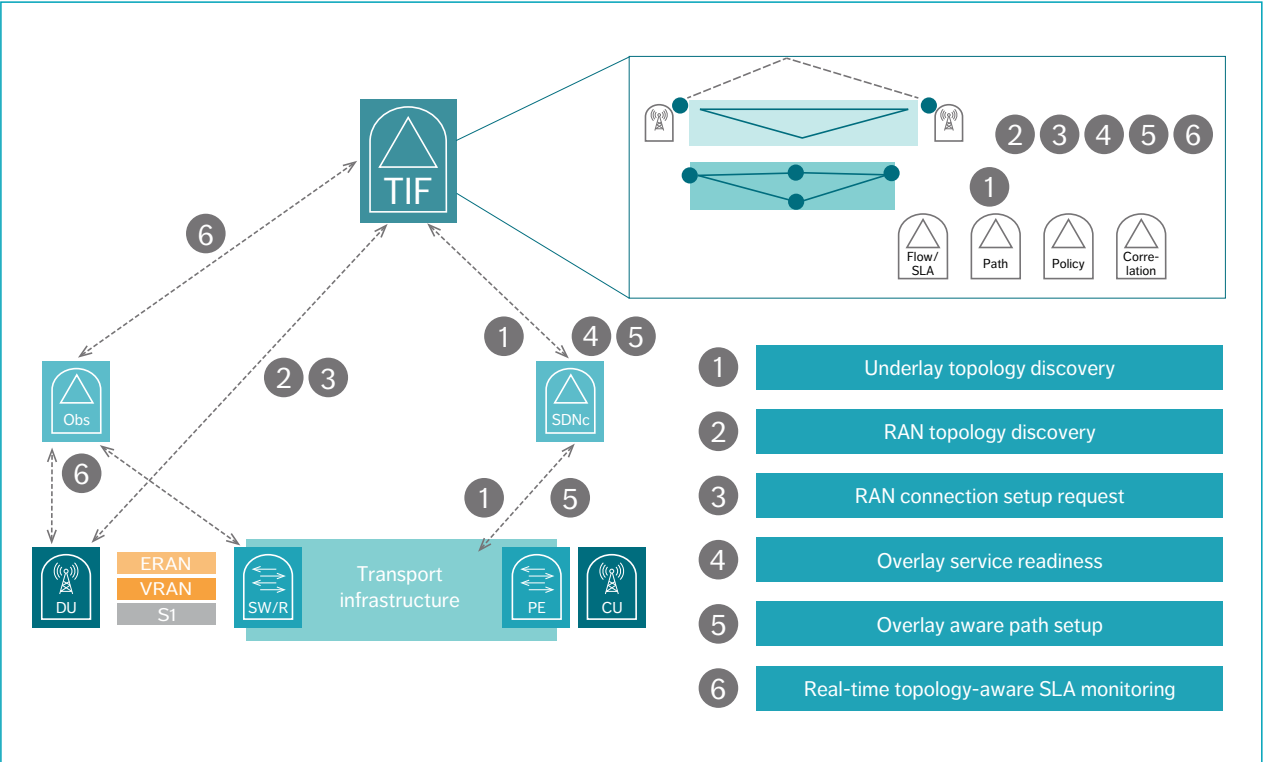 TIF
2 3 4 5 6
1
Flow/
SLA
Path
Policy
Corre-
lation
6
1
4 5
2 3
Obs
SDNc
6
1
5
DU
ERAN
VRAN
S1
SW/R
Transport
infrastructure
PE
CU
1
Underlay topology discovery
2
RAN topology discovery
3
RAN connection setup request
4
Overlay service readiness
5
Overlay aware path setup
6
Real-time topology-aware SLA monitoring